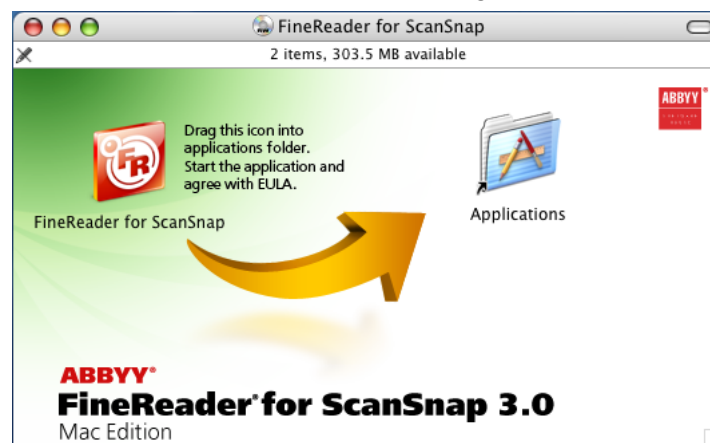 FineReader for ScanSnap
2 items, 303.5 MB available
ABBYY®
Drag this icon into
applications folder.
Start the application and
agree with EULA.
FR
FineReader for ScanSnap
Applications
ABBYY®
FineReader® for ScanSnap 3.0
Mac Edition